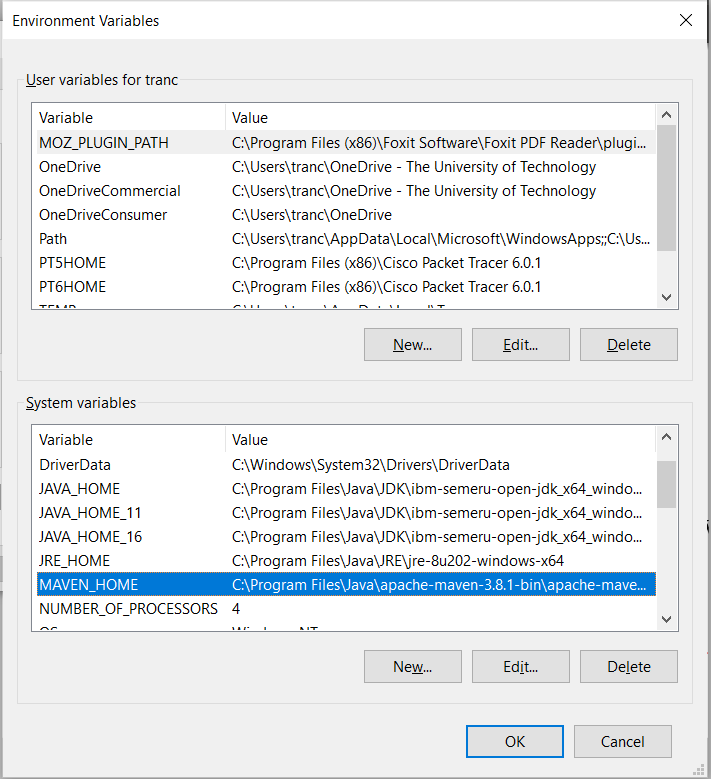 Environment Variables
User variables for tranc
Variable Value
MOZ_PLUGIN_PATH C:\Program Files (x86)\Foxit Software\Foxit PDF Reader\plugi...
OneDrive C:\Users\tranc\OneDrive - The University of Technology
OneDriveCommercial C:\Users\tranc\OneDrive - The University of Technology
OneDriveConsumer C:\Users\tranc\OneDrive
Path C:\Users\tranc\AppData\Local\Microsoft\WindowsApps;;C:\Us...
PT5HOME C:\Program Files (x86)\Cisco Packet Tracer 6.0.1
PT6HOME C:\Program Files (x86)\Cisco Packet Tracer 6.0.1
New... Edit... Delete
System variables
Variable Value
DriverData C:\Windows\System32\Drivers\DriverData
JAVA_HOME C:\Program Files\Java\JDK\ibm-semeru-open-jdk_x64_windo...
JAVA_HOME_11 C:\Program Files\Java\JDK\ibm-semeru-open-jdk_x64_windo...
JAVA_HOME_16 C:\Program Files\Java\JDK\ibm-semeru-open-jdk_x64_windo...
JRE_HOME C:\Program Files\Java\JRE\jre-8u202-windows-x64
MAVEN_HOME C:\Program Files\Java\apache-maven-3.8.1-bin\apache-mave...
NUMBER_OF_PROCESSORS 4
New... Edit... Delete
OK Cancel